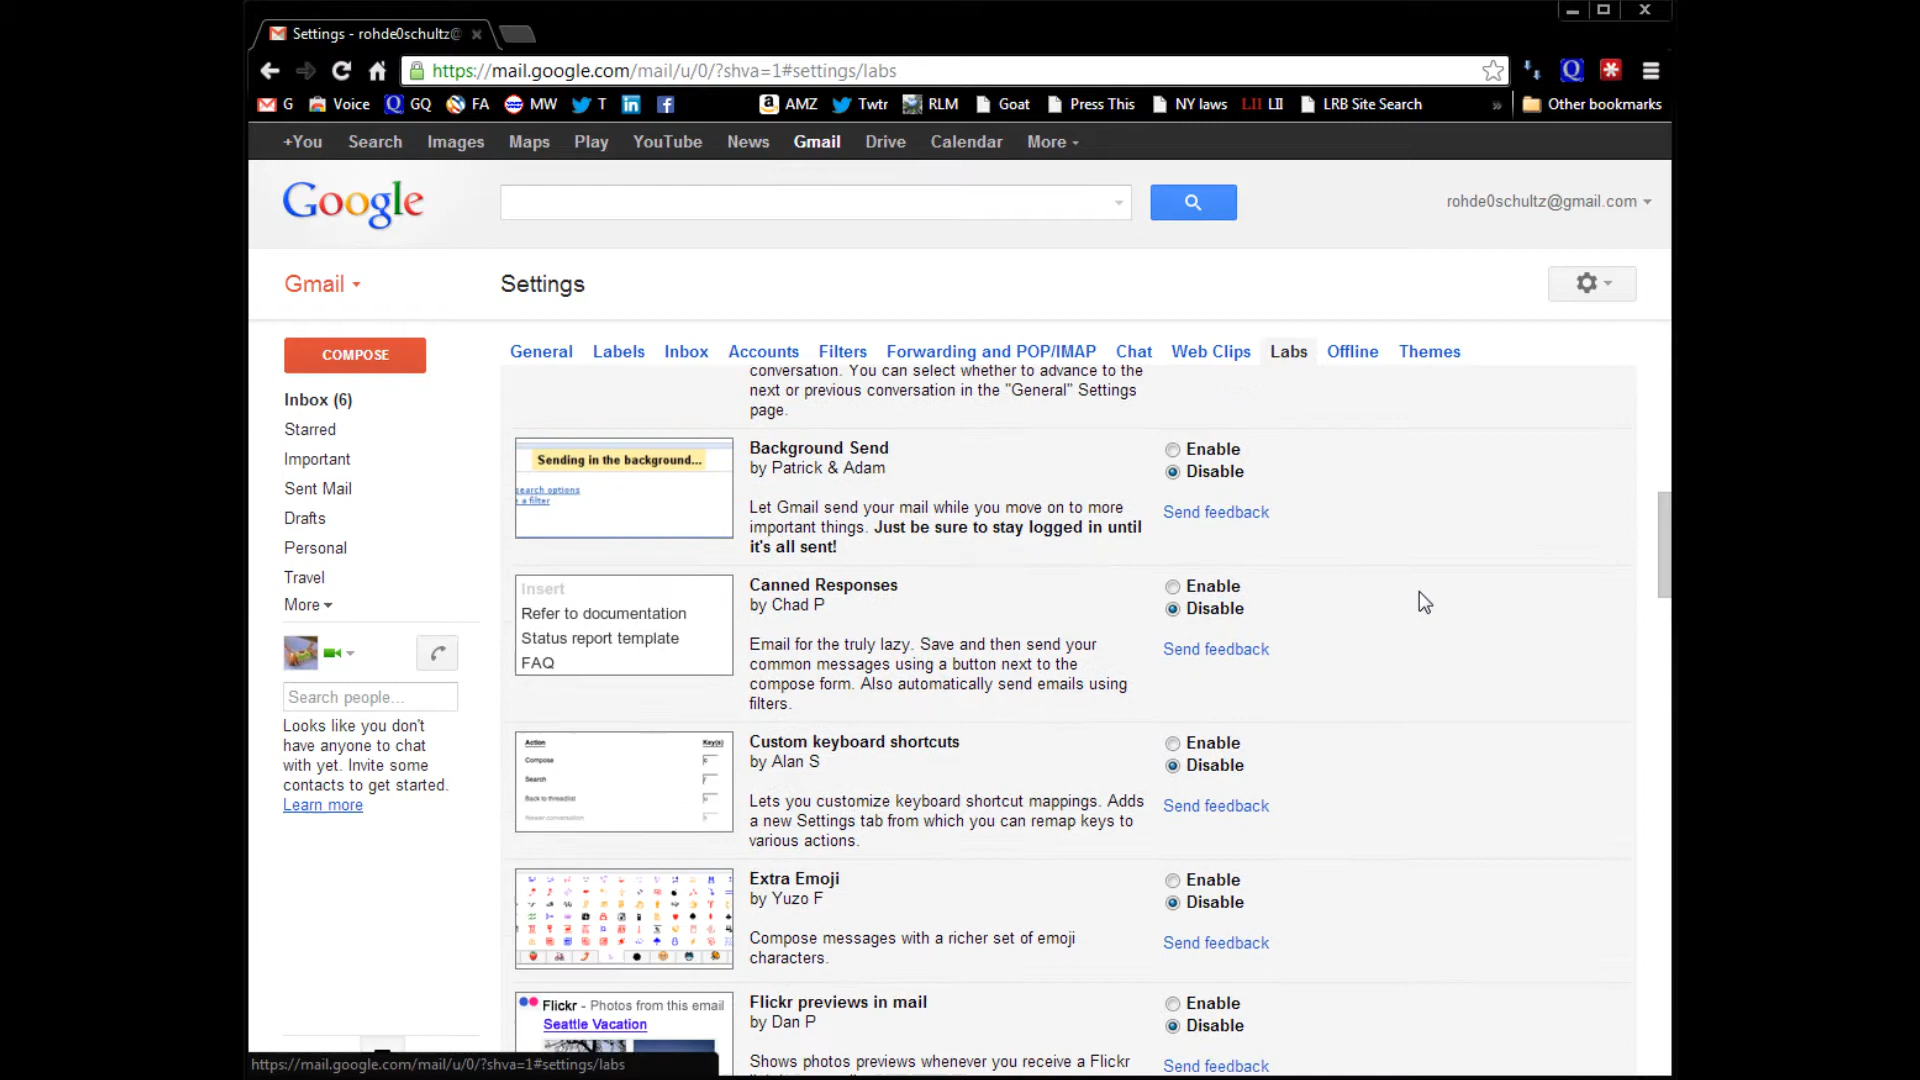 Settings - rohde0schultz@
https://mail.google.com/mail/u/0/?shva=1#settings/labs
G Voice GQ FA MW T AMZ Twtr RLM Goat Press This NY laws LII LII LRB Site Search » Other bookmarks
+You Search Images Maps Play YouTube News Gmail Drive Calendar More
Google
rohde0schultz@gmail.com
Gmail
Settings
COMPOSE
Inbox (6)
Starred
Important
Sent Mail
Drafts
Personal
Travel
More
Search people...
Looks like you don't
have anyone to chat
with yet. Invite some
contacts to get started.
Learn more
General Labels Inbox Accounts Filters Forwarding and POP/IMAP Chat Web Clips Labs Offline Themes
conversation. You can select whether to advance to the
next or previous conversation in the "General" Settings
page.
Sending in the background...
search options
a filter
Background Send
by Patrick & Adam
Let Gmail send your mail while you move on to more
important things. Just be sure to stay logged in until
it's all sent!
Enable
Disable
Send feedback
Insert
Refer to documentation
Status report template
FAQ
Canned Responses
by Chad P
Email for the truly lazy. Save and then send your
common messages using a button next to the
compose form. Also automatically send emails using
filters.
Enable
Disable
Send feedback
Action Key(s)
Compose
Search
Back to threadlist
Newer conversation
Custom keyboard shortcuts
by Alan S
Lets you customize keyboard shortcut mappings. Adds
a new Settings tab from which you can remap keys to
various actions.
Enable
Disable
Send feedback
Extra Emoji
by Yuzo F
Compose messages with a richer set of emoji
characters.
Enable
Disable
Send feedback
Flickr - Photos from this email
Seattle Vacation
Flickr previews in mail
by Dan P
Shows photos previews whenever you receive a Flickr
Enable
Disable
Send feedback
https://mail.google.com/mail/u/0/?shva=1#settings/labs